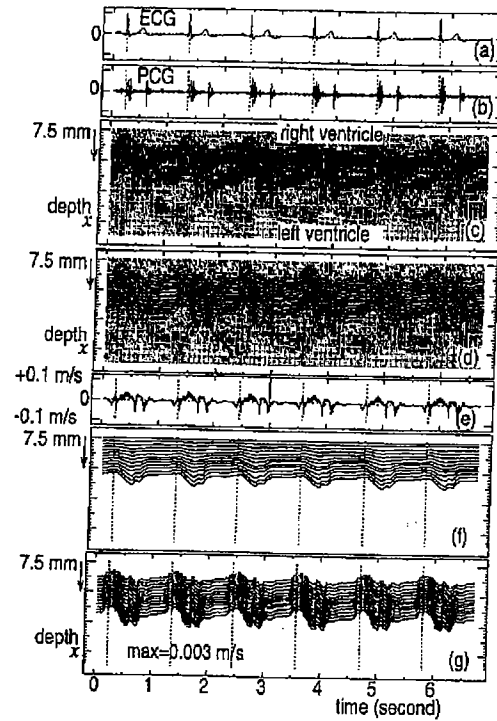 ECG
0
(a)
PCG
0
(b)
7.5 mm
right ventricle
depth
x
left ventricle
(c)
7.5 mm
depth
x
(d)
+0.1 m/s
0
-0.1 m/s
(e)
7.5 mm
(f)
7.5 mm
depth
x
max=0.003 m/s
(g)
0 1 2 3 4 5 6
time (second)